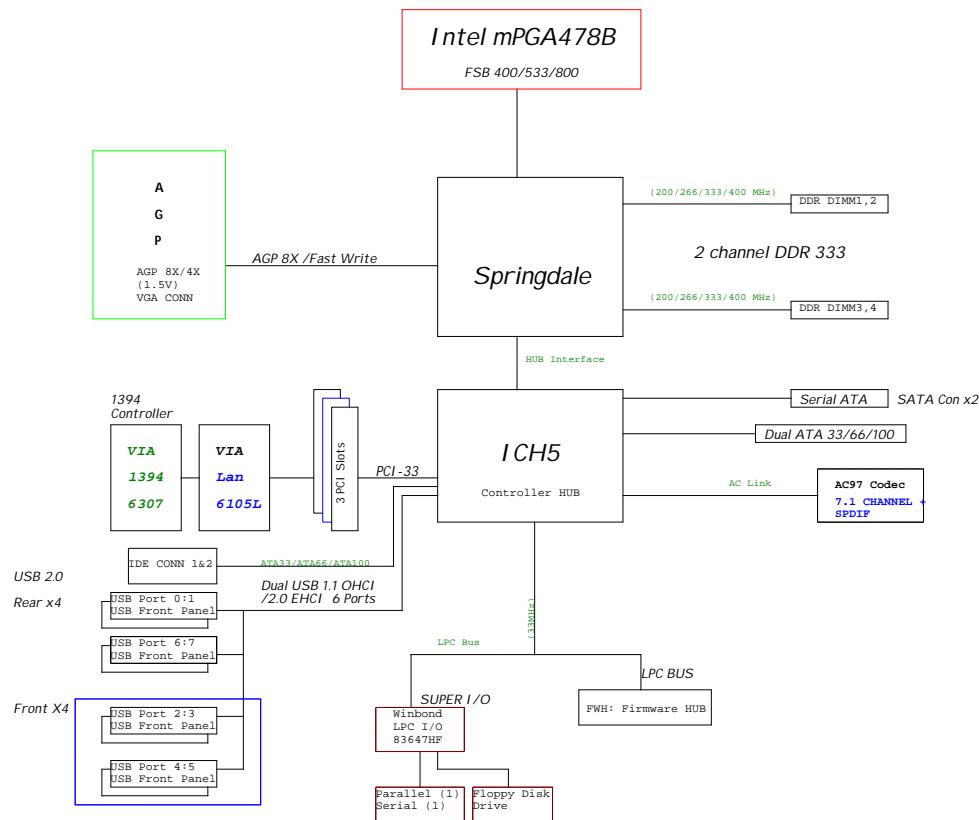 Intel mPGA478B
FSB 400/533/800
A
G
P
AGP 8X/4X
(1.5V)
VGA CONN
AGP 8X /Fast Write
Springdale
(200/266/333/400 MHz)
DDR DIMM1,2
2 channel DDR 333
(200/266/333/400 MHz)
DDR DIMM3,4
HUB Interface
1394
Controller
VIA
1394
6307
VIA
Lan
6105L
3 PCI Slots
PCI-33
ICH5
Controller HUB
Serial ATA
SATA Con x2
Dual ATA 33/66/100
AC Link
AC97 Codec
7.1 CHANNEL +
SPDIF
IDE CONN 1&2
ATA33/ATA66/ATA100
USB 2.0
Rear x4
Dual USB 1.1 OHCI
/2.0 EHCI 6 Ports
USB Port 0:1
USB Front Panel
USB Port 6:7
USB Front Panel
Front X4
USB Port 2:3
USB Front Panel
USB Port 4:5
USB Front Panel
(33MHz)
LPC Bus
LPC BUS
SUPER I/O
Winbond
LPC I/O
83647HF
FWH: Firmware HUB
Parallel (1)
Serial (1)
Floppy Disk
Drive